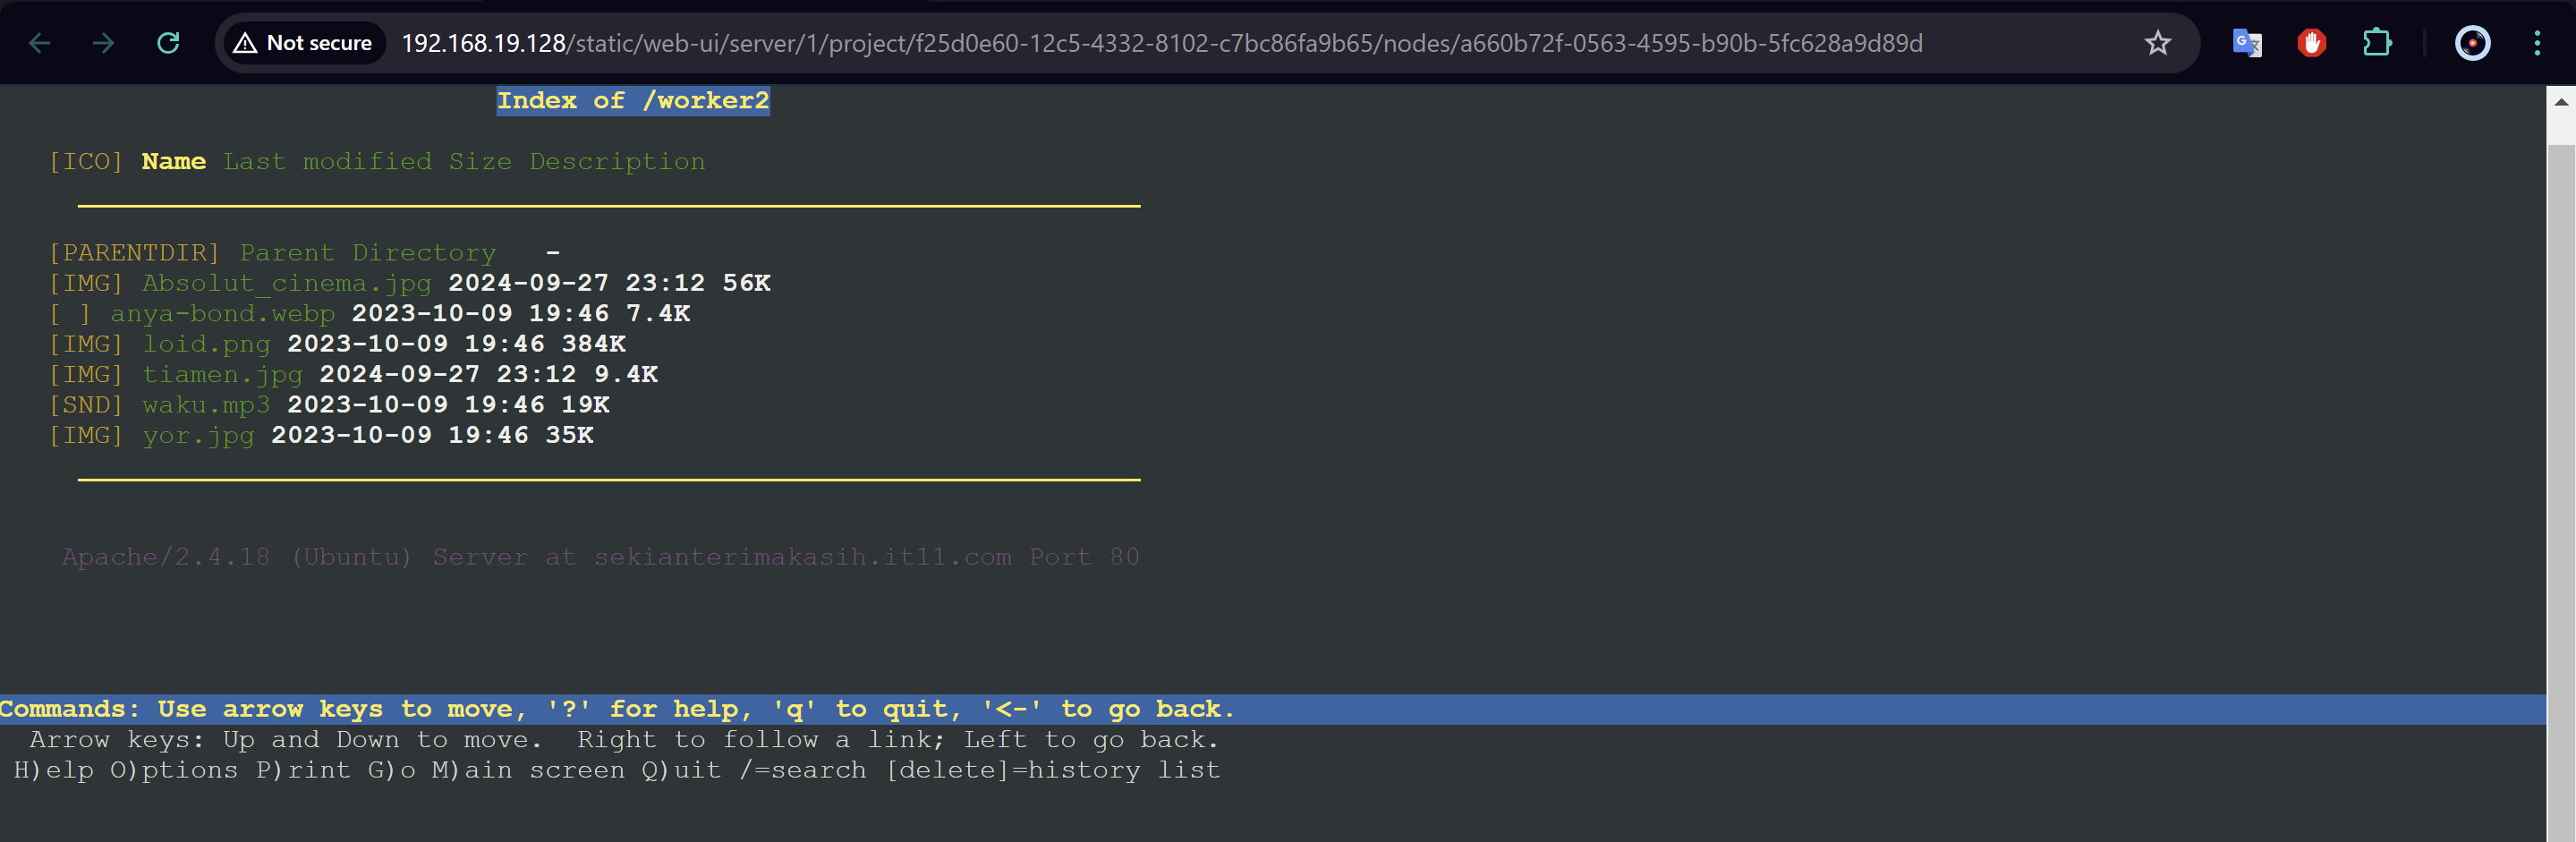 Not secure 192.168.19.128/static/web-ui/server/1/project/f25d0e60-12c5-4332-8102-c7bc86fa9b65/nodes/a660b72f-0563-4595-b90b-5fc628a9d89d
Index of /worker2
[ICO] Name Last modified Size Description
[PARENTDIR] Parent Directory   -
[IMG] Absolut_cinema.jpg 2024-09-27 23:12 56K
[ ] anya-bond.webp 2023-10-09 19:46 7.4K
[IMG] loid.png 2023-10-09 19:46 384K
[IMG] tiamen.jpg 2024-09-27 23:12 9.4K
[SND] waku.mp3 2023-10-09 19:46 19K
[IMG] yor.jpg 2023-10-09 19:46 35K
Apache/2.4.18 (Ubuntu) Server at sekianterimakasih.it11.com Port 80
Commands: Use arrow keys to move, '?' for help, 'q' to quit, '<-' to go back.
Arrow keys: Up and Down to move.  Right to follow a link; Left to go back.
H)elp O)ptions P)rint G)o M)ain screen Q)uit /=search [delete]=history list